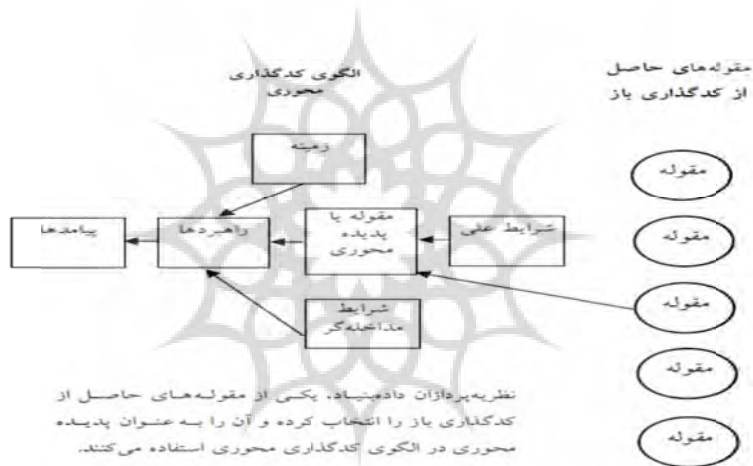 مقوله‌های حاصل
از کدگذاری باز
الگوی کدگذاری
محوری
مقوله
مقوله
مقوله
مقوله
مقوله
زمینه
شرایط علی
مقوله یا
پدیده
محوری
راهبردها
پیامدها
شرایط
مداخله‌گر
نظریه‌پردازان داده‌بنیاد، یکی از مقوله‌های حاصل از
کدگذاری باز را انتخاب کرده و آن را به عنوان پدیده
محوری در الگوی کدگذاری محوری استفاده می‌کنند.